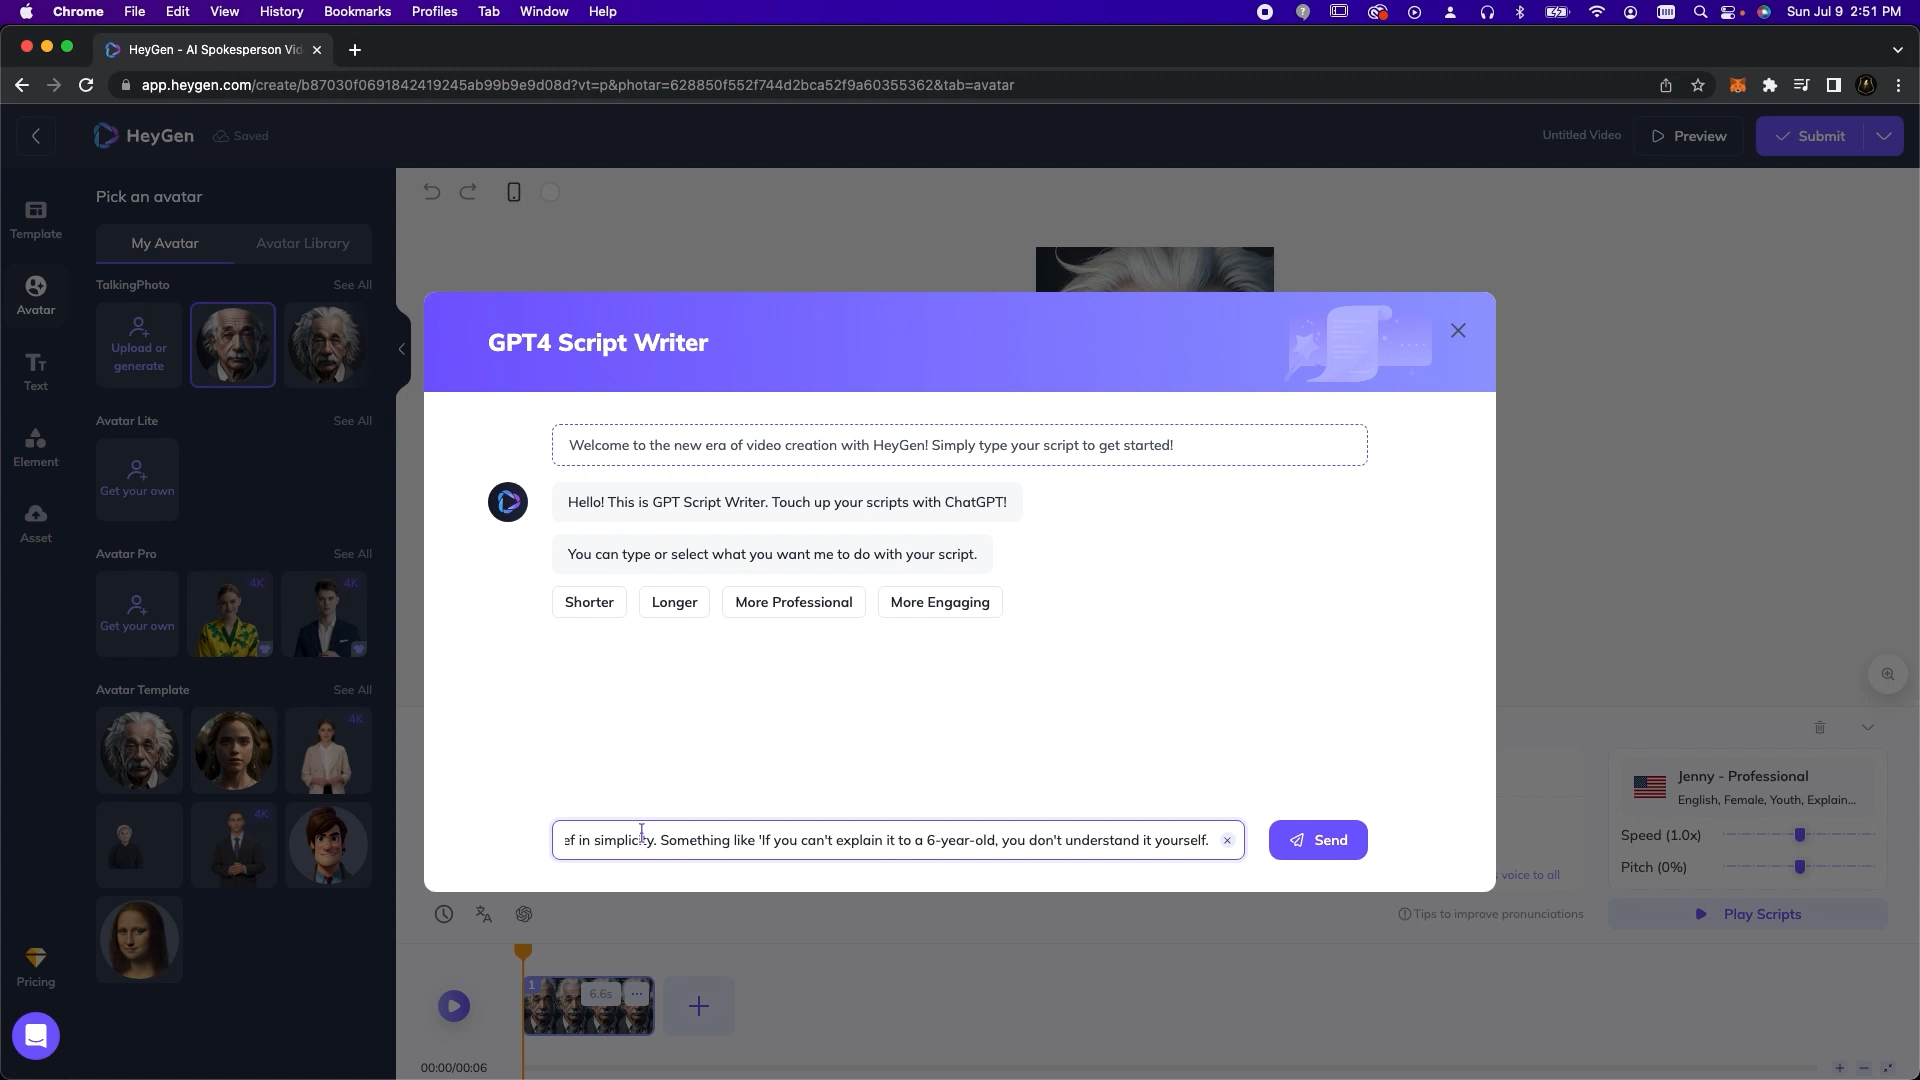 Chrome File Edit View History Bookmarks Profiles Tab Window Help Sun Jul 9 2:51 PM
HeyGen - AI Spokesperson Vid
app.heygen.com/create/b87030f0691842419245ab99b9e9d08d?vt=p&photar=628850f552f744d2bca52f9a60355362&tab=avatar
HeyGen Saved Untitled Video Preview Submit
Pick an avatar
Template
My Avatar Avatar Library
TalkingPhoto See All
Avatar
Upload or
generate
GPT4 Script Writer
Text
Avatar Lite See All
Welcome to the new era of video creation with HeyGen! Simply type your script to get started!
Element
Get your own
Hello! This is GPT Script Writer. Touch up your scripts with ChatGPT!
Asset
Avatar Pro See All
You can type or select what you want me to do with your script.
4K 4K
Shorter Longer More Professional More Engaging
Get your own
Avatar Template See All
4K
Jenny - Professional
English, Female, Youth, Explain...
4K
Speed (1.0x)
ef in simplicity. Something like 'If you can't explain it to a 6-year-old, you don't understand it yourself. Send
Pitch (0%)
voice to all
Tips to improve pronunciations Play Scripts
Pricing
1 6.6s
00:00/00:06